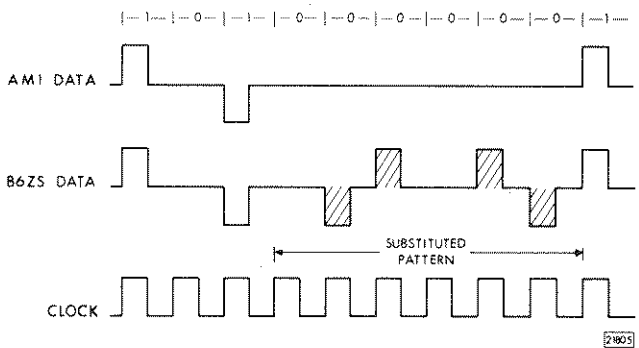 |—1—|—0—|—1—|—0—|—0—|—0—|—0—|—0—|—0—|—1—
AMI DATA
B6ZS DATA
SUBSTITUTED
PATTERN
CLOCK
21805